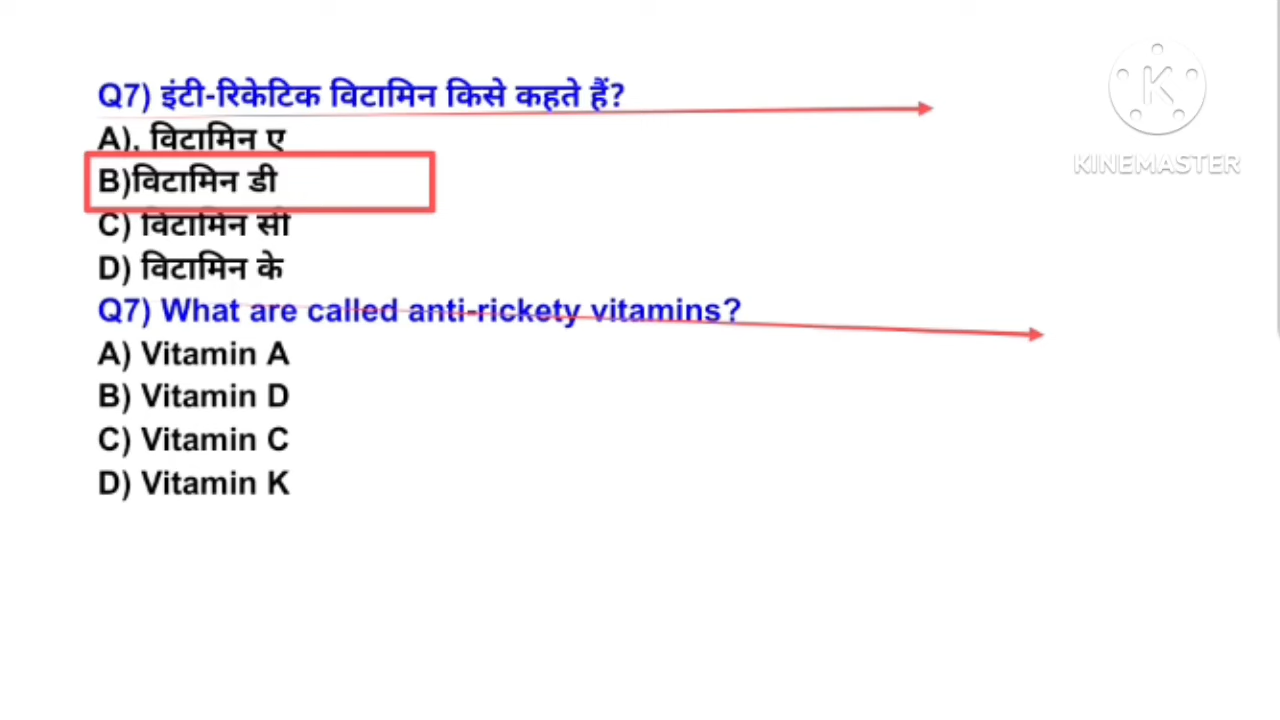 Q7) इंटी-रिकेटिक विटामिन किसे कहते हैं?
A). विटामिन ए
B)विटामिन डी
C) विटामिन सी
D) विटामिन के
Q7) What are called anti-rickety vitamins?
A) Vitamin A
B) Vitamin D
C) Vitamin C
D) Vitamin K
K
KINEMASTER